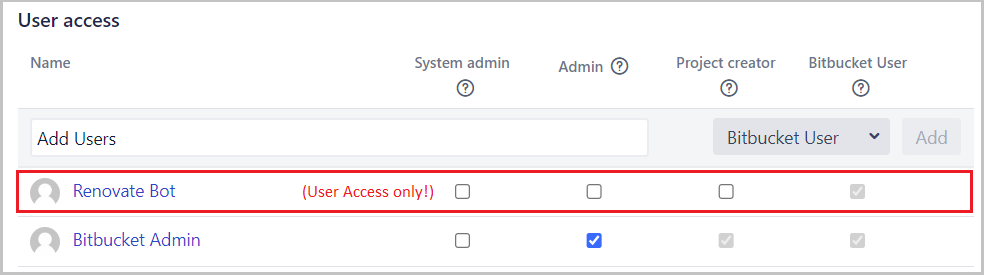 User access
Name System admin Admin Project creator Bitbucket User
Add Users Bitbucket User Add
Renovate Bot (User Access only!)
Bitbucket Admin